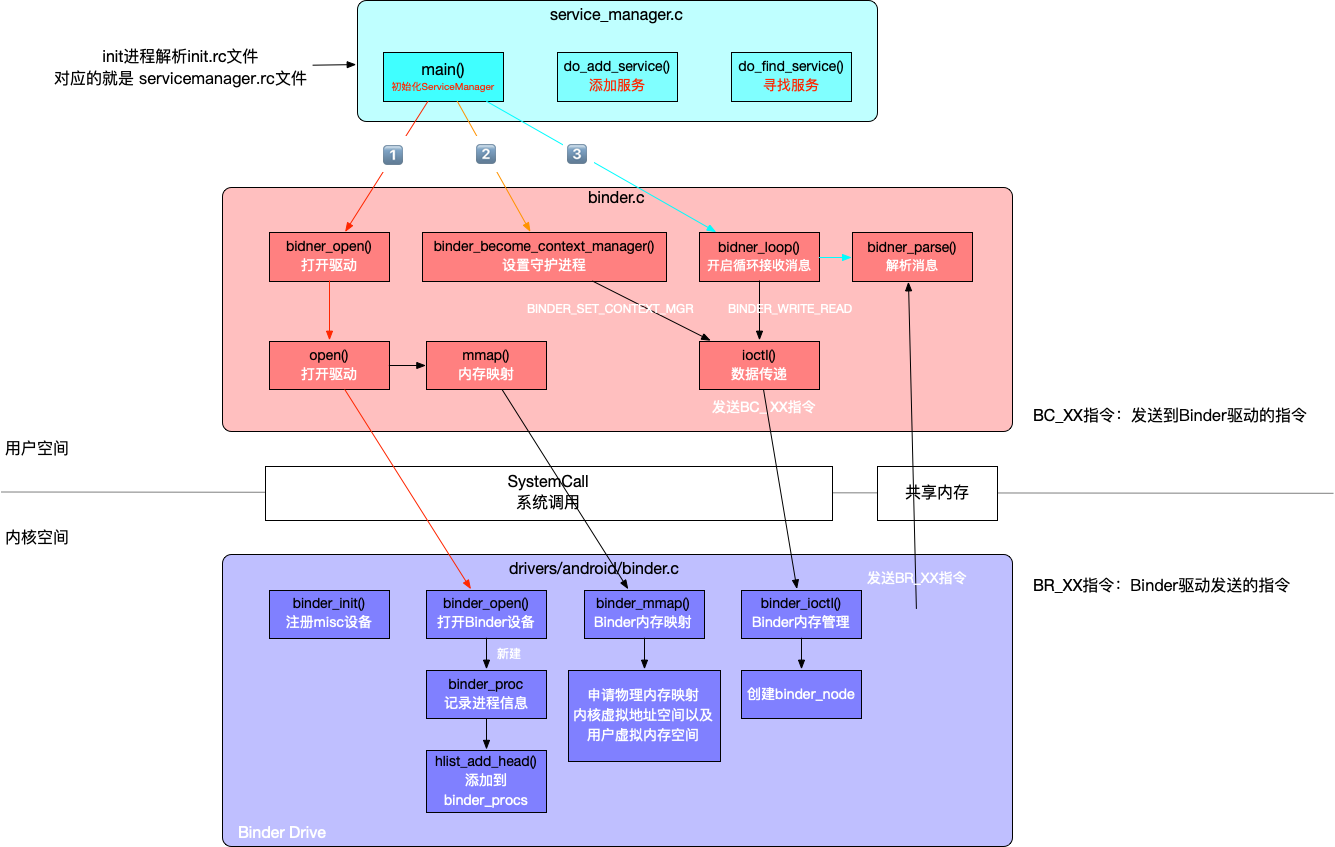 service_manager.c
init进程解析init.rc文件
对应的就是 servicemanager.rc文件
main()
初始化ServiceManager
do_add_service()
添加服务
do_find_service()
寻找服务
1
2
3
binder.c
bidner_open()
打开驱动
binder_become_context_manager()
设置守护进程
bidner_loop()
开启循环接收消息
bidner_parse()
解析消息
BINDER_SET_CONTEXT_MGR
BINDER_WRITE_READ
open()
打开驱动
mmap()
内存映射
ioctl()
数据传递
发送BC_XX指令
BC_XX指令：发送到Binder驱动的指令
用户空间
SystemCall
系统调用
共享内存
内核空间
drivers/android/binder.c
发送BR_XX指令
BR_XX指令：Binder驱动发送的指令
binder_init()
注册misc设备
binder_open()
打开Binder设备
binder_mmap()
Binder内存映射
binder_ioctl()
Binder内存管理
新建
binder_proc
记录进程信息
申请物理内存映射
内核虚拟地址空间以及
用户虚拟内存空间
创建binder_node
hlist_add_head()
添加到
binder_procs
Binder Drive